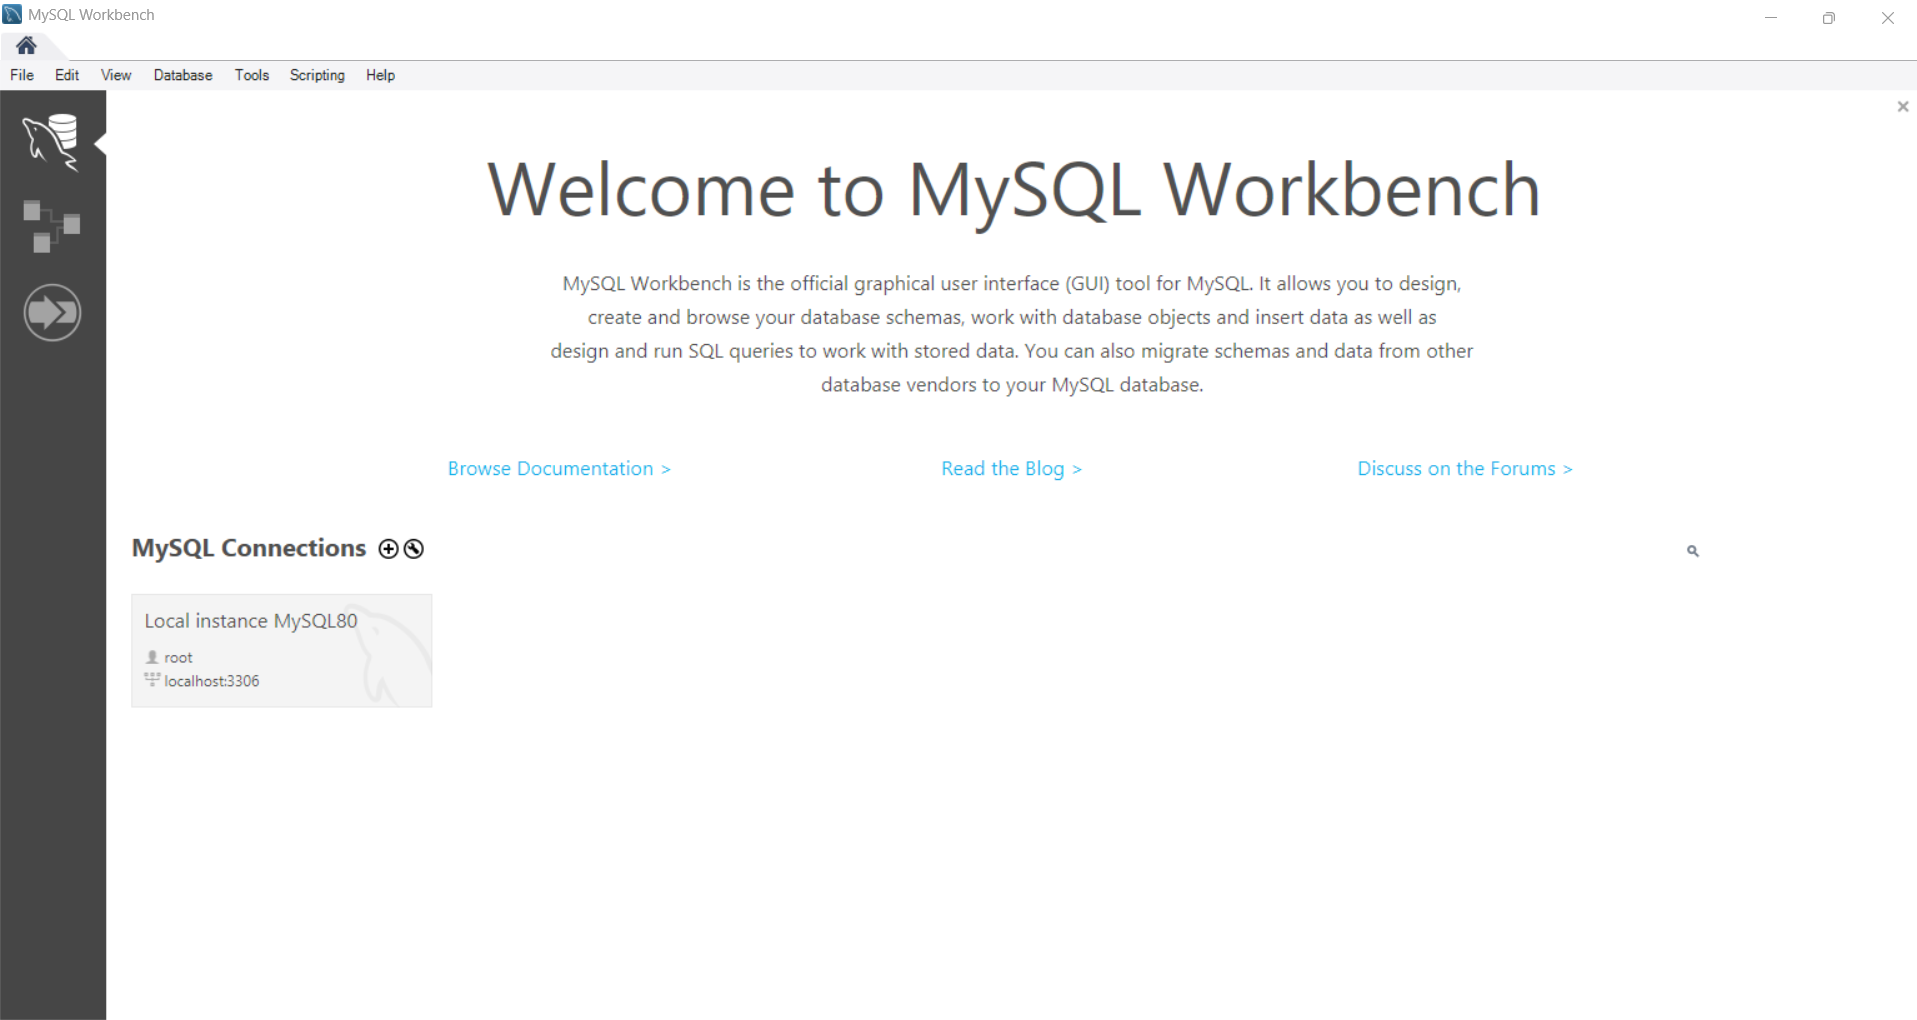 MySQL Workbench
File Edit View Database Tools Scripting Help
Welcome to MySQL Workbench
MySQL Workbench is the official graphical user interface (GUI) tool for MySQL. It allows you to design,
create and browse your database schemas, work with database objects and insert data as well as
design and run SQL queries to work with stored data. You can also migrate schemas and data from other
database vendors to your MySQL database.
Browse Documentation > Read the Blog > Discuss on the Forums >
MySQL Connections
Local instance MySQL80
root
localhost:3306